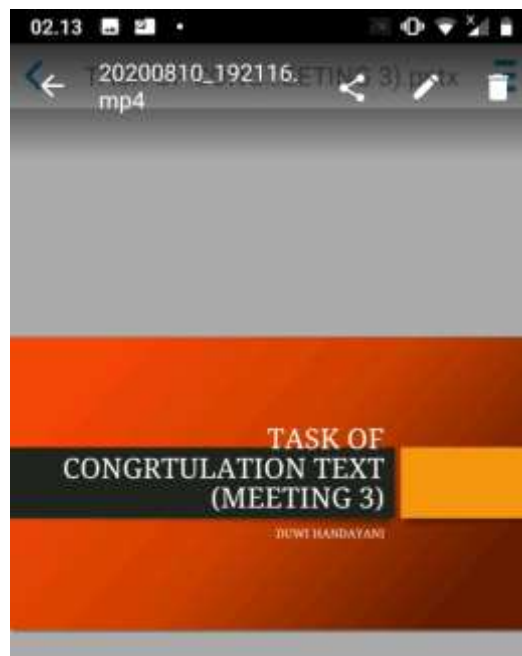 02.13
20200810_192116.
mp4
TASK OF
CONGRTULATION TEXT
(MEETING 3)
DUWI HANDAYANI